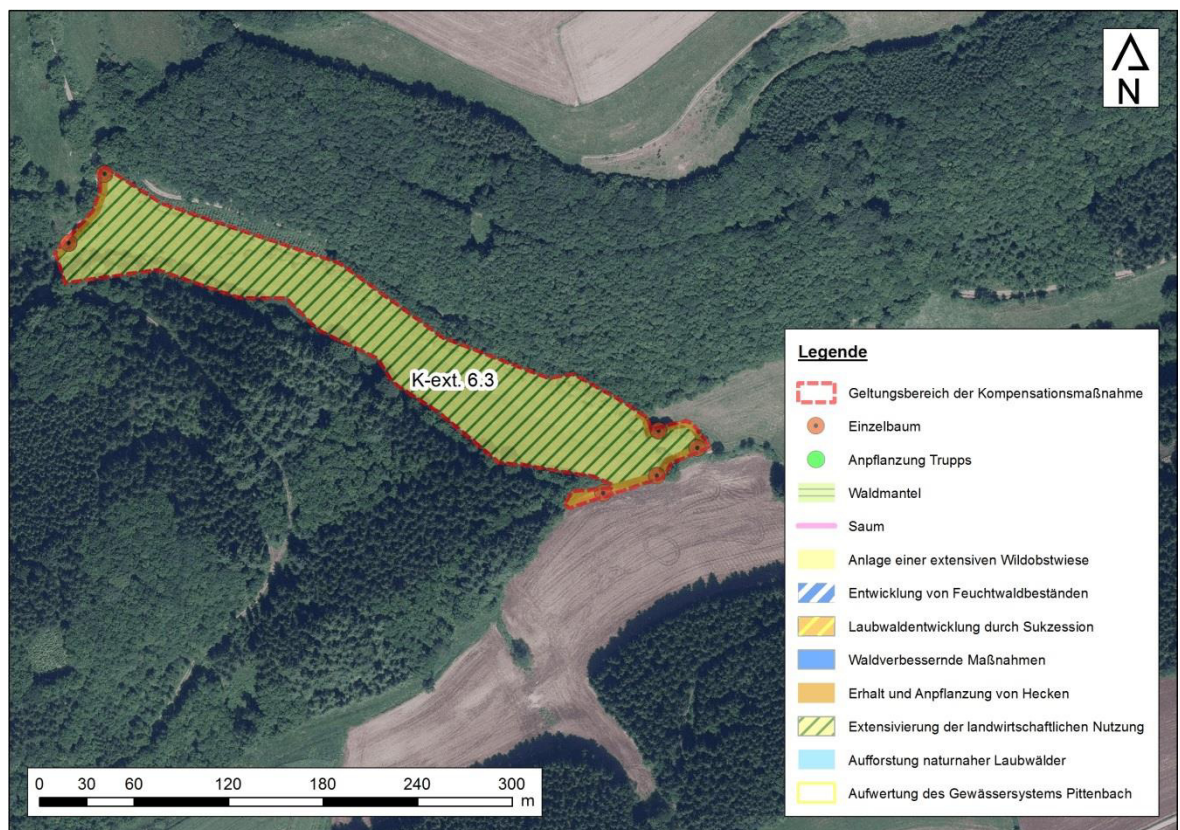 N
K-ext. 6.3
Legende
Geltungsbereich der Kompensationsmaßnahme
Einzelbaum
Anpflanzung Trupps
Waldmantel
Saum
Anlage einer extensiven Wildobstwiese
Entwicklung von Feuchtwaldbeständen
Laubwaldentwicklung durch Sukzession
Waldverbessernde Maßnahmen
Erhalt und Anpflanzung von Hecken
Extensivierung der landwirtschaftlichen Nutzung
Aufforstung naturnaher Laubwälder
Aufwertung des Gewässersystems Pittenbach
0 30 60 120 180 240 300
m